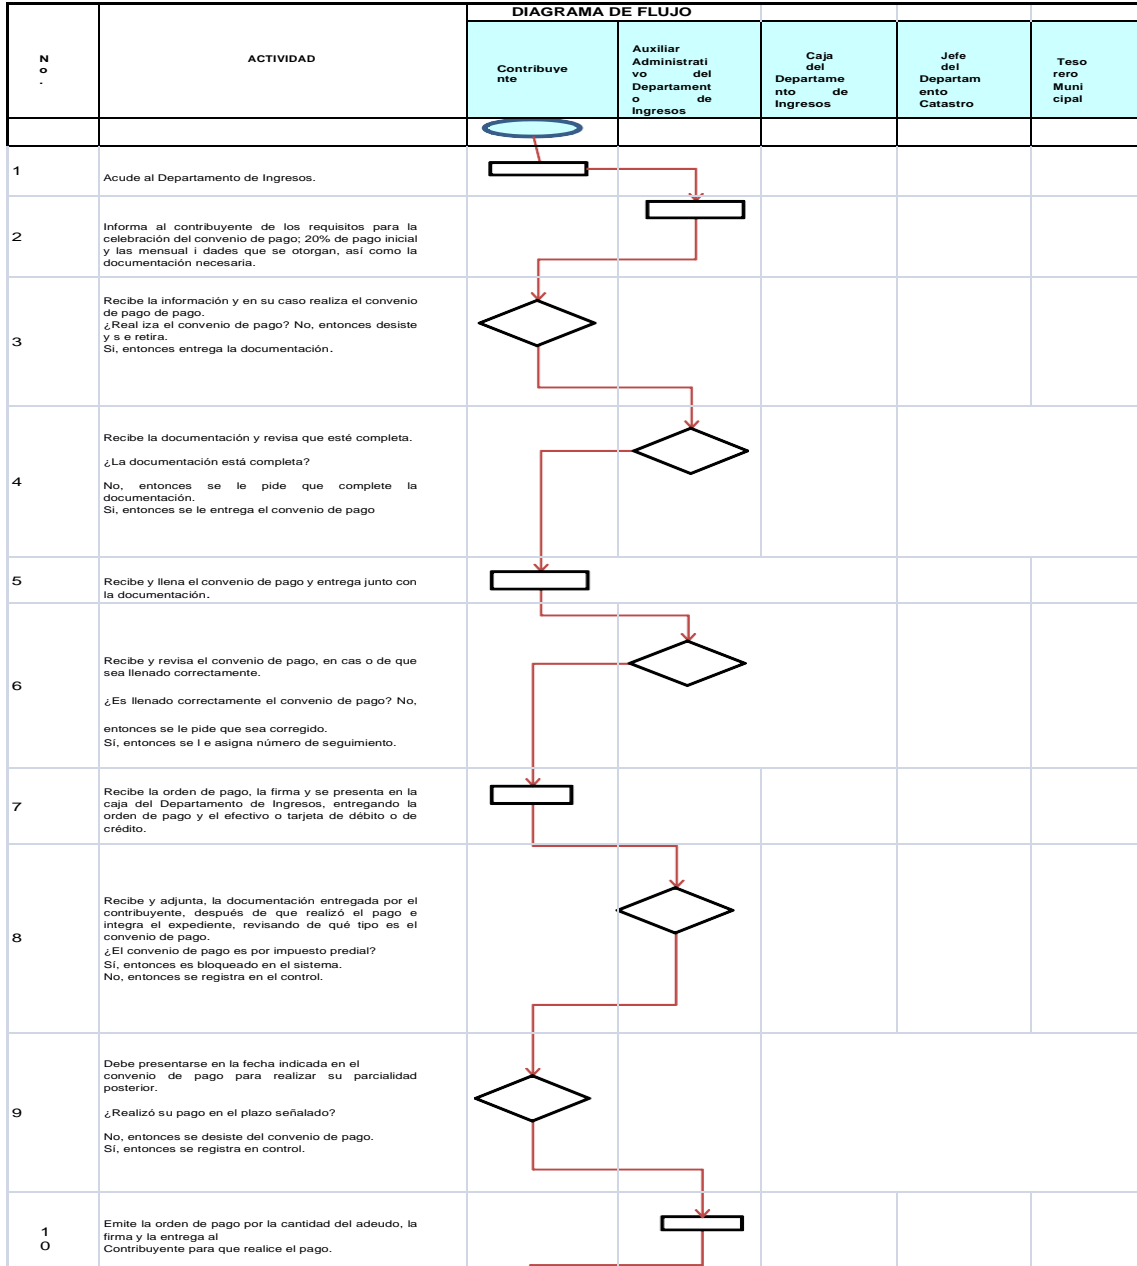 DIAGRAMA DE FLUJO
N
o
.
ACTIVIDAD
Contribuye
nte
Auxiliar
Administrati
vo del
Departament
o de
Ingresos
Caja
del
Departame
nto de
Ingresos
Jefe
del
Departam
ento
Catastro
Teso
rero
Muni
cipal
1
Acude al Departamento de Ingresos.
2
Informa al contribuyente de los requisitos para la
celebración del convenio de pago; 20% de pago inicial
y las mensual i dades que se otorgan, así como la
documentación necesaria.
3
Recibe la información y en su caso realiza el convenio
de pago de pago.
¿Real iza el convenio de pago? No, entonces desiste
y s e retira.
Si, entonces entrega la documentación.
4
Recibe la documentación y revisa que esté completa.
¿La documentación está completa?
No, entonces se le pide que complete la
documentación.
Si, entonces se le entrega el convenio de pago
5
Recibe y llena el convenio de pago y entrega junto con
la documentación.
6
Recibe y revisa el convenio de pago, en cas o de que
sea llenado correctamente.
¿Es llenado correctamente el convenio de pago? No,
entonces se le pide que sea corregido.
Sí, entonces se l e asigna número de seguimiento.
7
Recibe la orden de pago, la firma y se presenta en la
caja del Departamento de Ingresos, entregando la
orden de pago y el efectivo o tarjeta de débito o de
crédito.
8
Recibe y adjunta, la documentación entregada por el
contribuyente, después de que realizó el pago e
integra el expediente, revisando de qué tipo es el
convenio de pago.
¿El convenio de pago es por impuesto predial?
Sí, entonces es bloqueado en el sistema.
No, entonces se registra en el control.
9
Debe presentarse en la fecha indicada en el
convenio de pago para realizar su parcialidad
posterior.
¿Realizó su pago en el plazo señalado?
No, entonces se desiste del convenio de pago.
Sí, entonces se registra en control.
1
0
Emite la orden de pago por la cantidad del adeudo, la
firma y la entrega al
Contribuyente para que realice el pago.